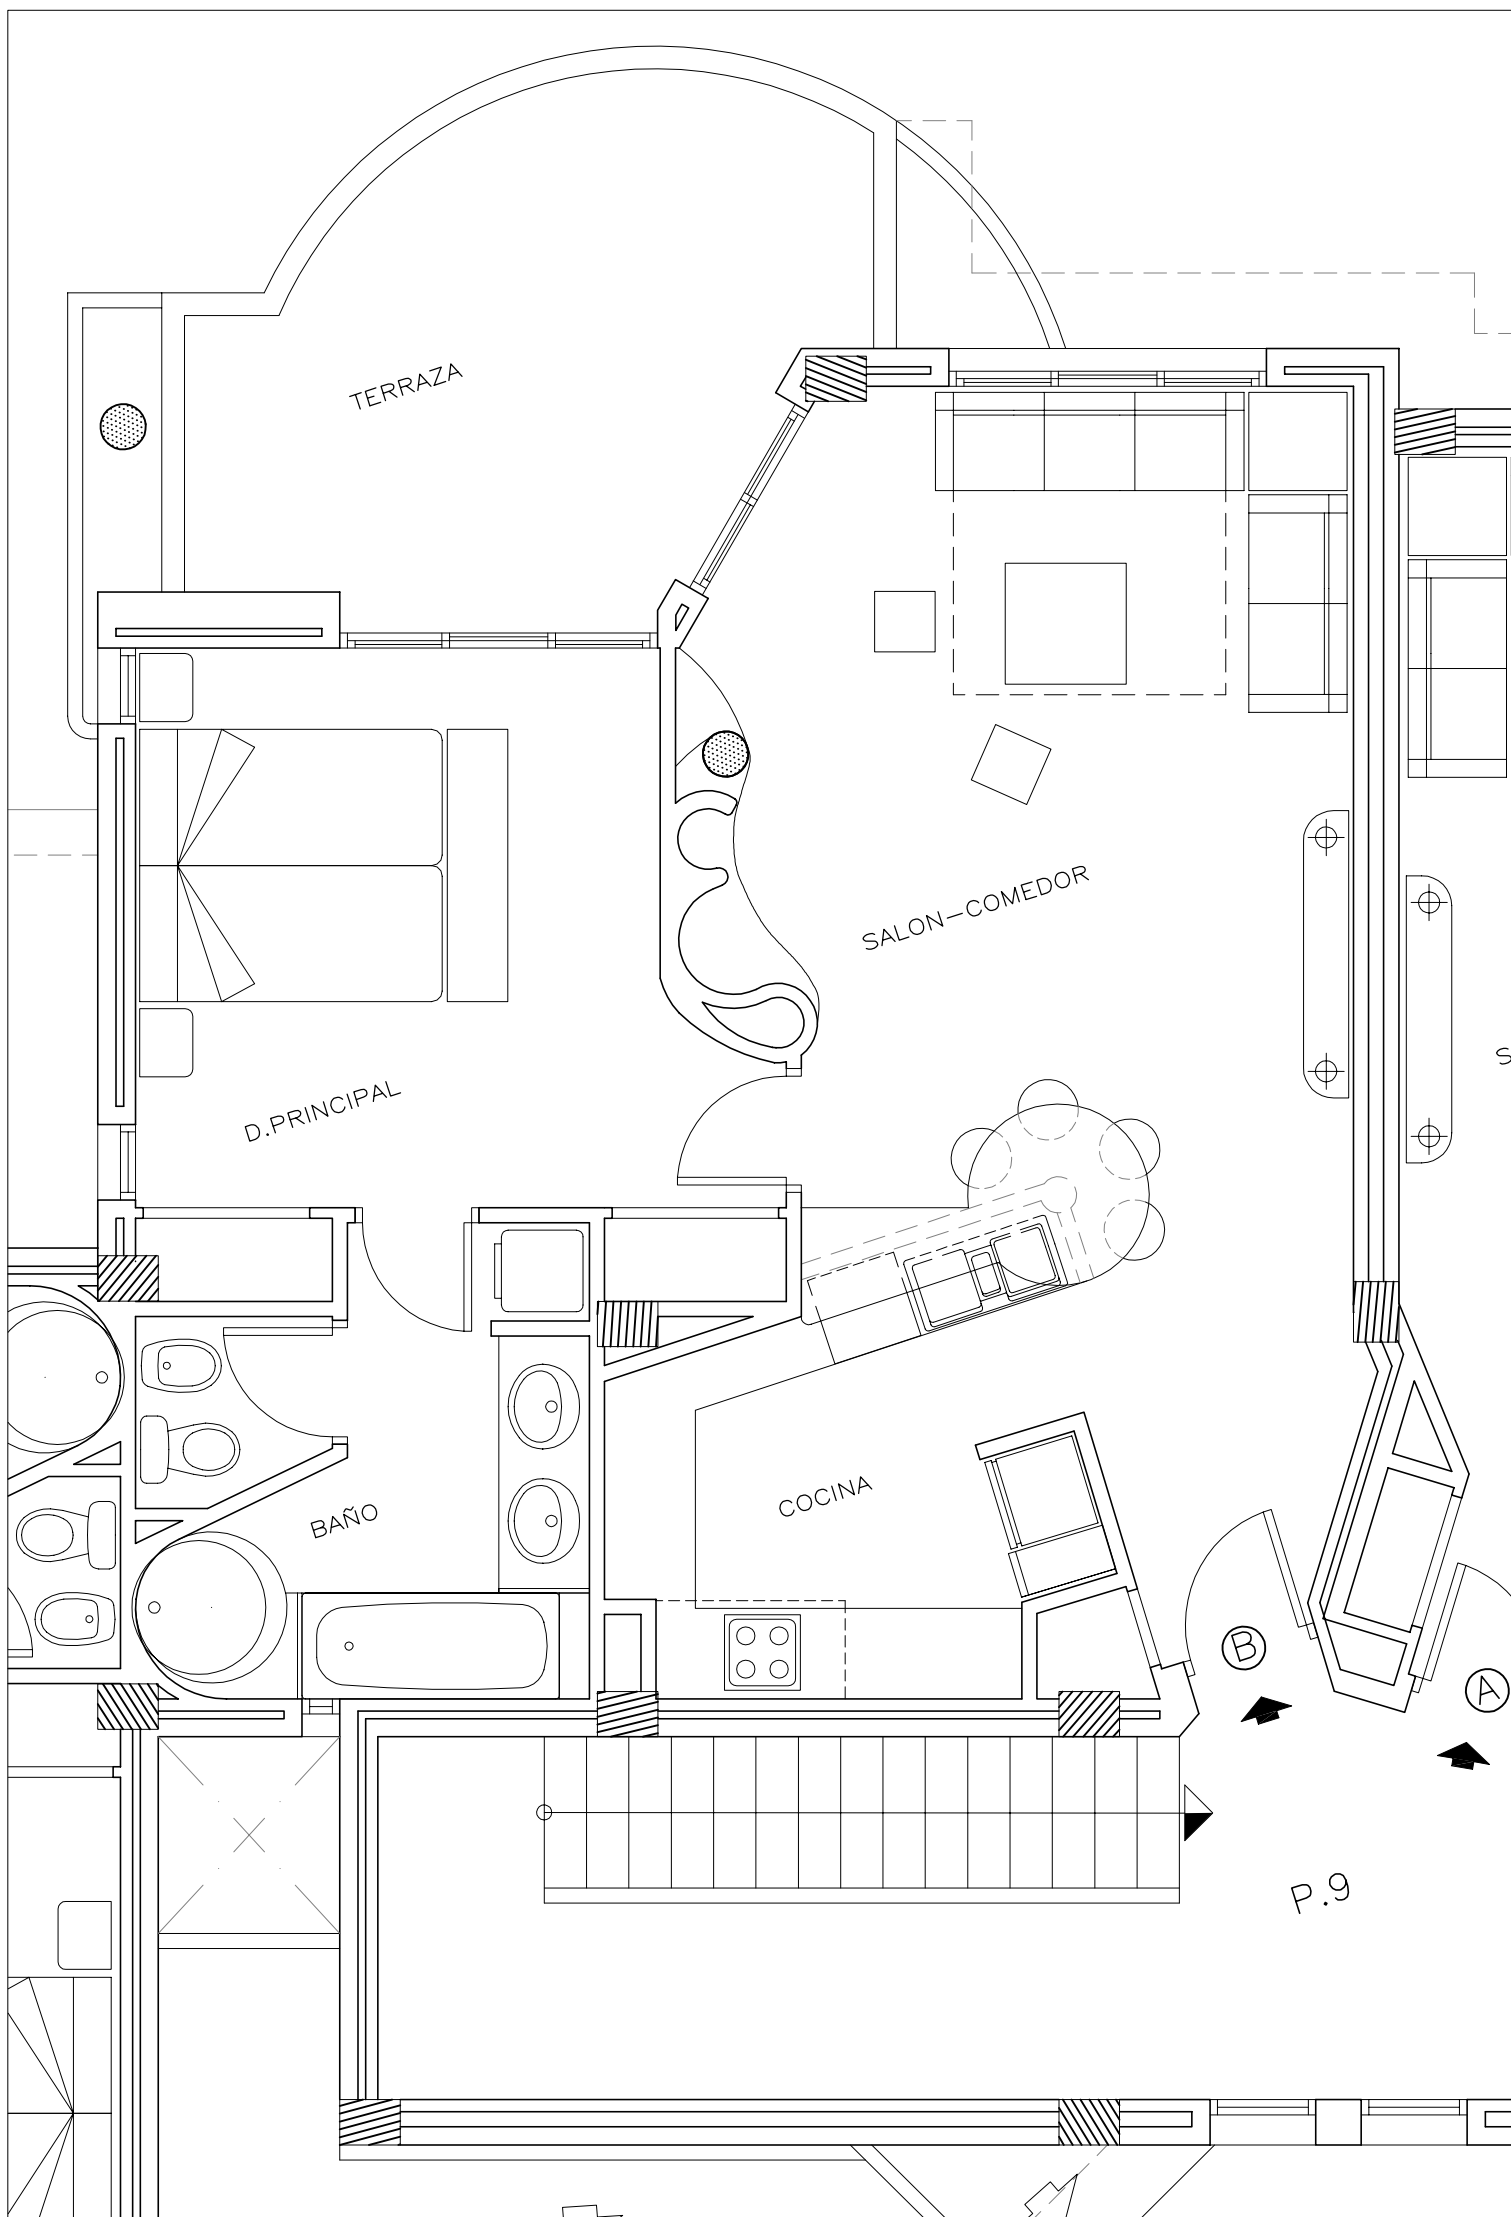 TERRAZA
SALON-COMEDOR
D.PRINCIPAL
COCINA
BAÑO
B
A
P.9